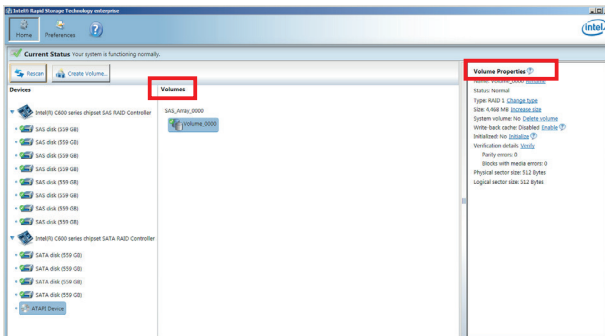 Intel® Rapid Storage Technology enterprise
Home
Preferences
intel
Current Status Your system is functioning normally.
Rescan
Create Volume...
Devices
Intel(R) C600 series chipset SAS RAID Controller
SAS disk (559 GB)
SAS disk (559 GB)
SAS disk (559 GB)
SAS disk (559 GB)
SAS disk (559 GB)
SAS disk (559 GB)
SAS disk (559 GB)
SAS disk (559 GB)
Intel(R) C600 series chipset SATA RAID Controller
SATA disk (559 GB)
SATA disk (559 GB)
SATA disk (559 GB)
SATA disk (559 GB)
ATAPI Device
Volumes
SAS_Array_0000
Volume_0000
Volume Properties
Name: Volume_0000 Rename
Status: Normal
Type: RAID 1 Change type
Size: 4,468 MB Increase size
System volume: No Delete volume
Write-back cache: Disabled Enable
Initialized: No Initialize
Verification details Verify
Parity errors: 0
Blocks with media errors: 0
Physical sector size: 512 Bytes
Logical sector size: 512 Bytes